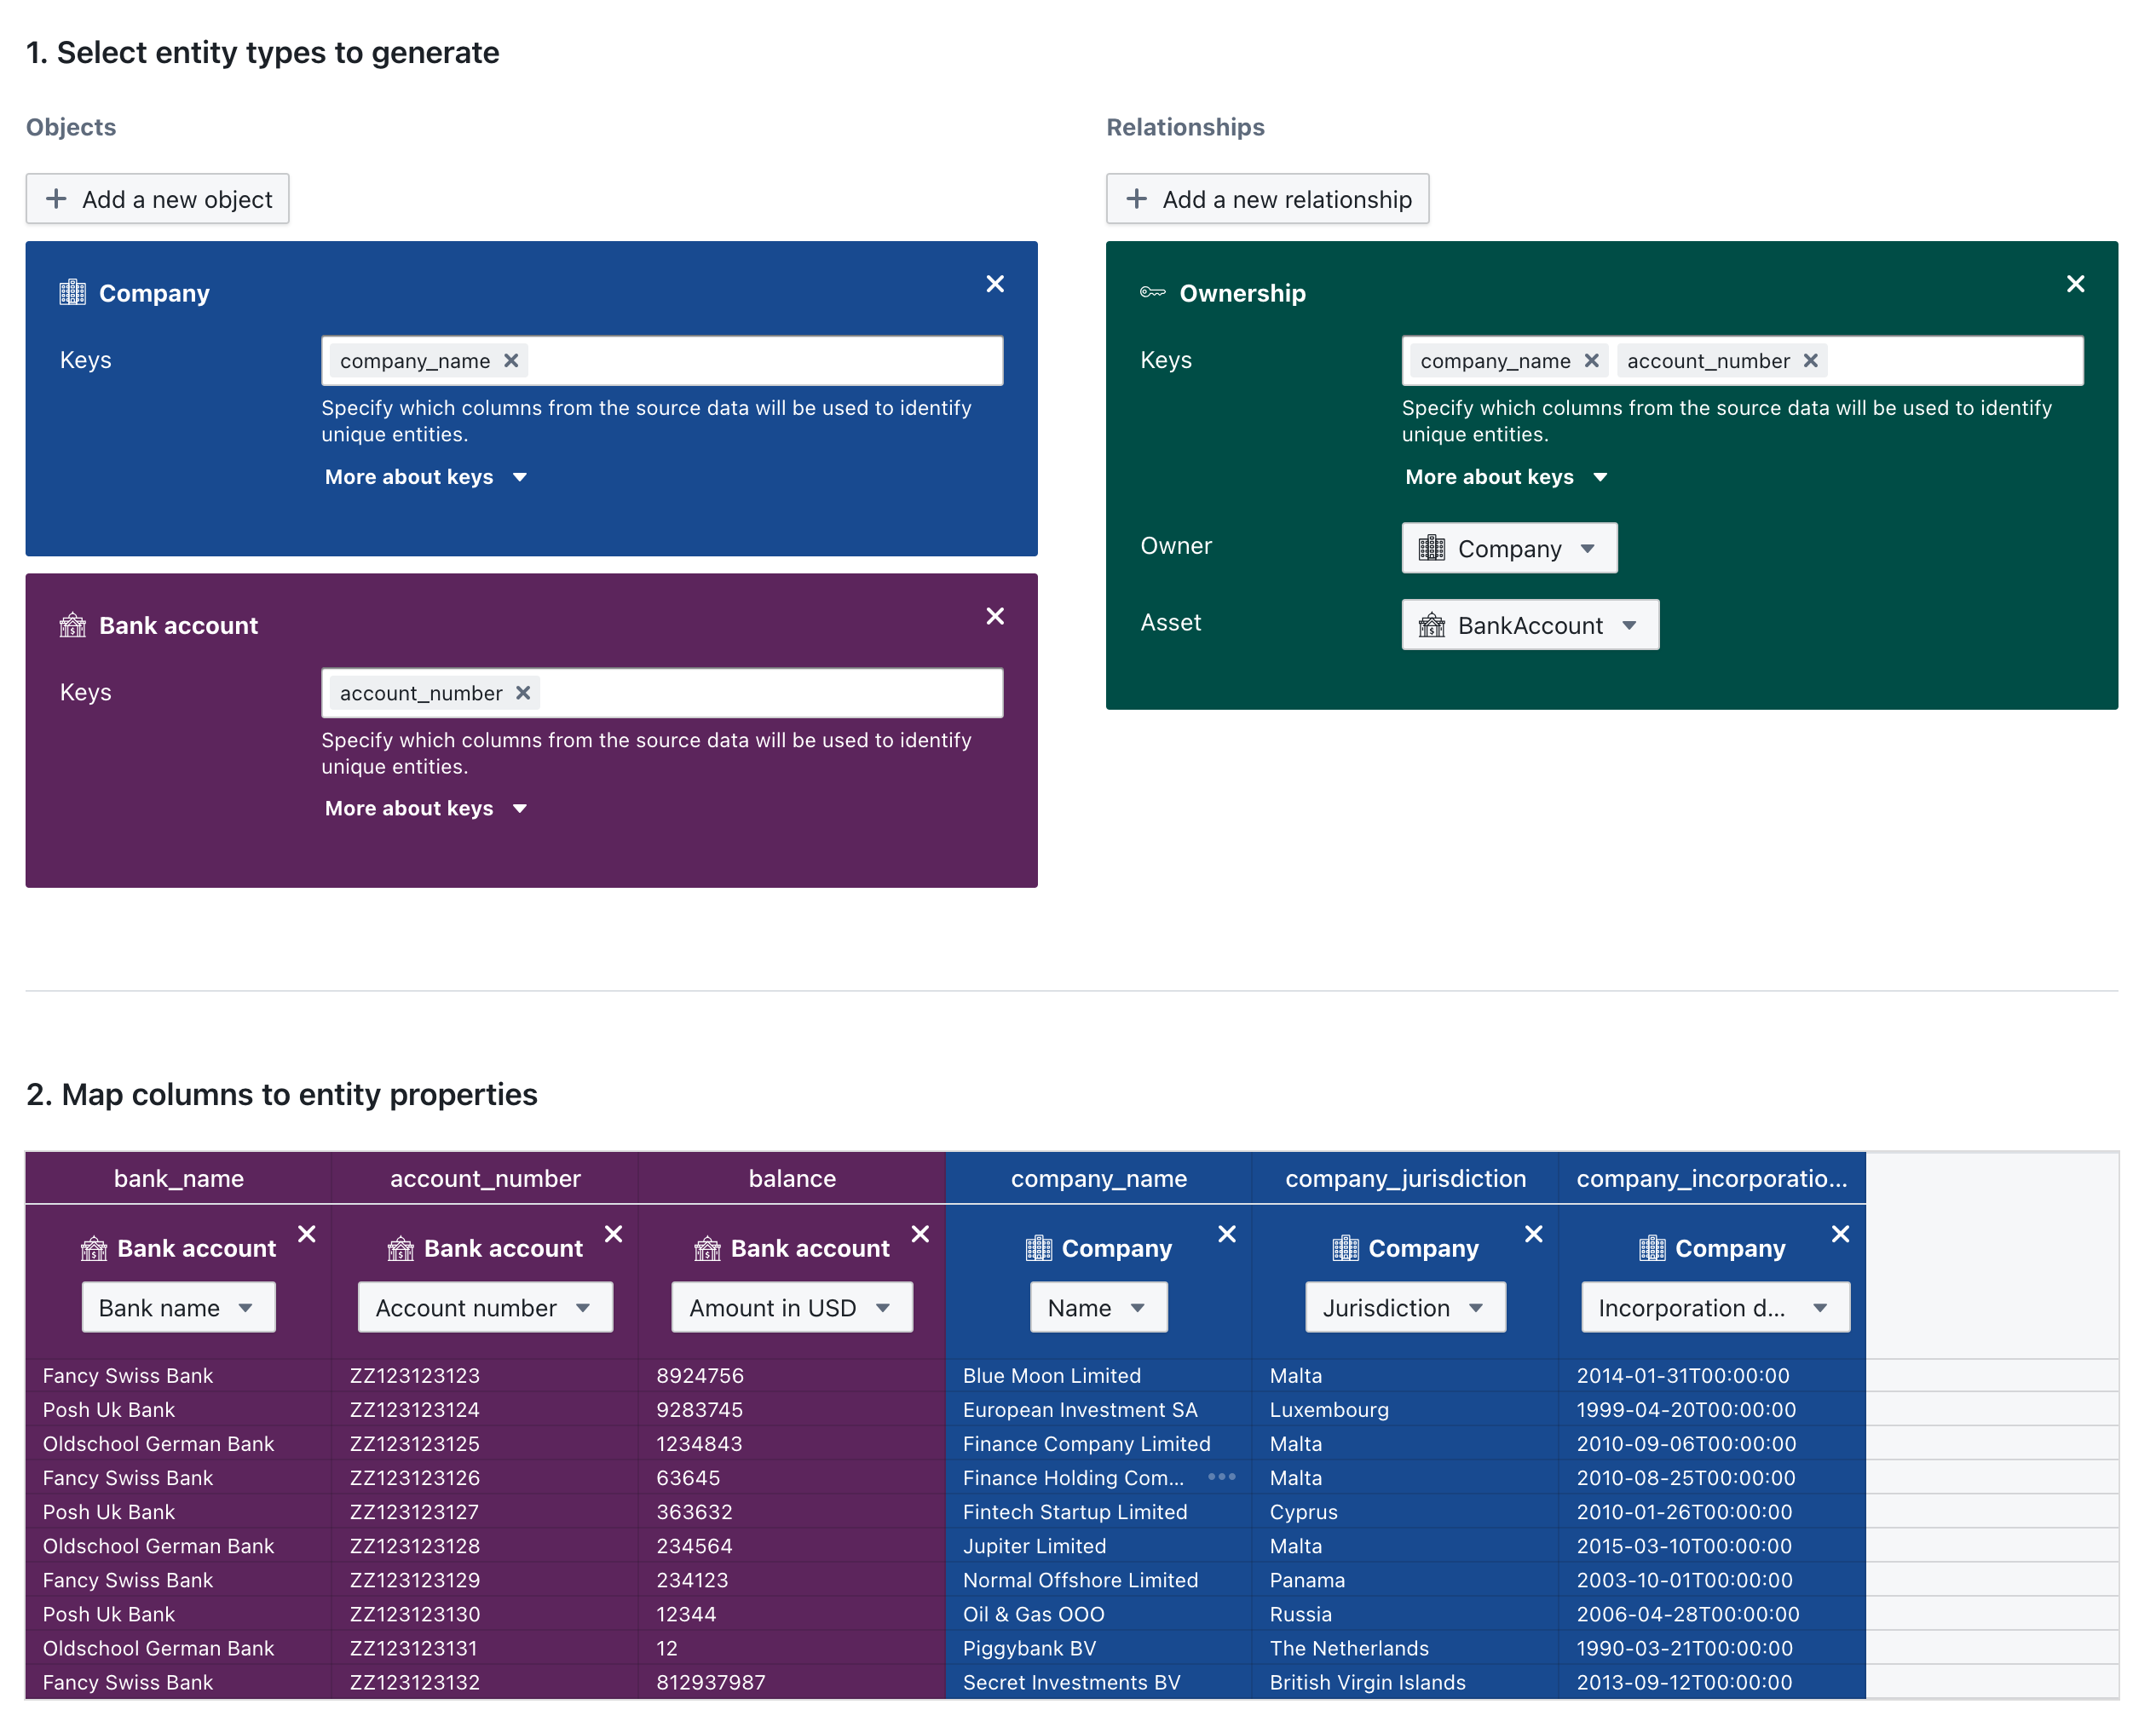 1. Select entity types to generate
Objects
Add a new object
Company
Keys
company_name
Specify which columns from the source data will be used to identify
unique entities.
More about keys
Bank account
Keys
account_number
Specify which columns from the source data will be used to identify
unique entities.
More about keys
Relationships
Add a new relationship
Ownership
Keys
company_name account_number
Specify which columns from the source data will be used to identify
unique entities.
More about keys
Owner Company
Asset BankAccount
2. Map columns to entity properties
bank_name account_number balance company_name company_jurisdiction company_incorporatio...
Bank account Bank account Bank account Company Company Company
Bank name Account number Amount in USD Name Jurisdiction Incorporation d...
Fancy Swiss Bank ZZ123123123 8924756 Blue Moon Limited Malta 2014-01-31T00:00:00
Posh Uk Bank ZZ123123124 9283745 European Investment SA Luxembourg 1999-04-20T00:00:00
Oldschool German Bank ZZ123123125 1234843 Finance Company Limited Malta 2010-09-06T00:00:00
Fancy Swiss Bank ZZ123123126 63645 Finance Holding Com... Malta 2010-08-25T00:00:00
Posh Uk Bank ZZ123123127 363632 Fintech Startup Limited Cyprus 2010-01-26T00:00:00
Oldschool German Bank ZZ123123128 234564 Jupiter Limited Malta 2015-03-10T00:00:00
Fancy Swiss Bank ZZ123123129 234123 Normal Offshore Limited Panama 2003-10-01T00:00:00
Posh Uk Bank ZZ123123130 12344 Oil & Gas OOO Russia 2006-04-28T00:00:00
Oldschool German Bank ZZ123123131 12 Piggybank BV The Netherlands 1990-03-21T00:00:00
Fancy Swiss Bank ZZ123123132 812937987 Secret Investments BV British Virgin Islands 2013-09-12T00:00:00